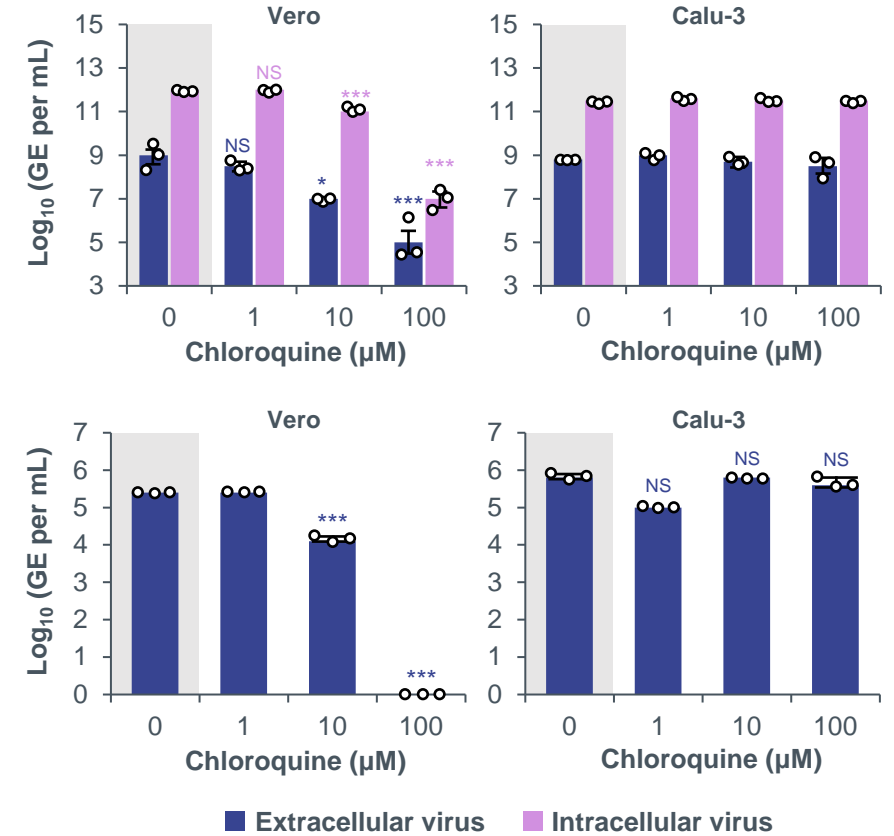 Vero
Log10 (GE per mL)
15
13
11
9
7
5
3
NS
NS
*
***
***
***
0 1 10 100
Chloroquine (µM)
Calu-3
15
13
11
9
7
5
3
0 1 10 100
Chloroquine (µM)
Vero
Log10 (GE per mL)
7
6
5
4
3
2
1
0
***
***
0 1 10 100
Chloroquine (µM)
Calu-3
7
6
5
4
3
2
1
0
NS
NS
NS
0 1 10 100
Chloroquine (µM)
Extracellular virus Intracellular virus